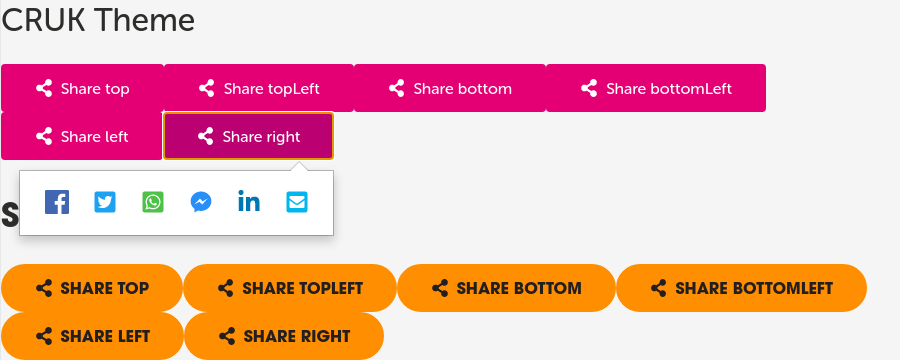 CRUK Theme
Share top Share topLeft Share bottom Share bottomLeft
Share left Share right
S
SHARE TOP SHARE TOPLEFT SHARE BOTTOM SHARE BOTTOMLEFT
SHARE LEFT SHARE RIGHT